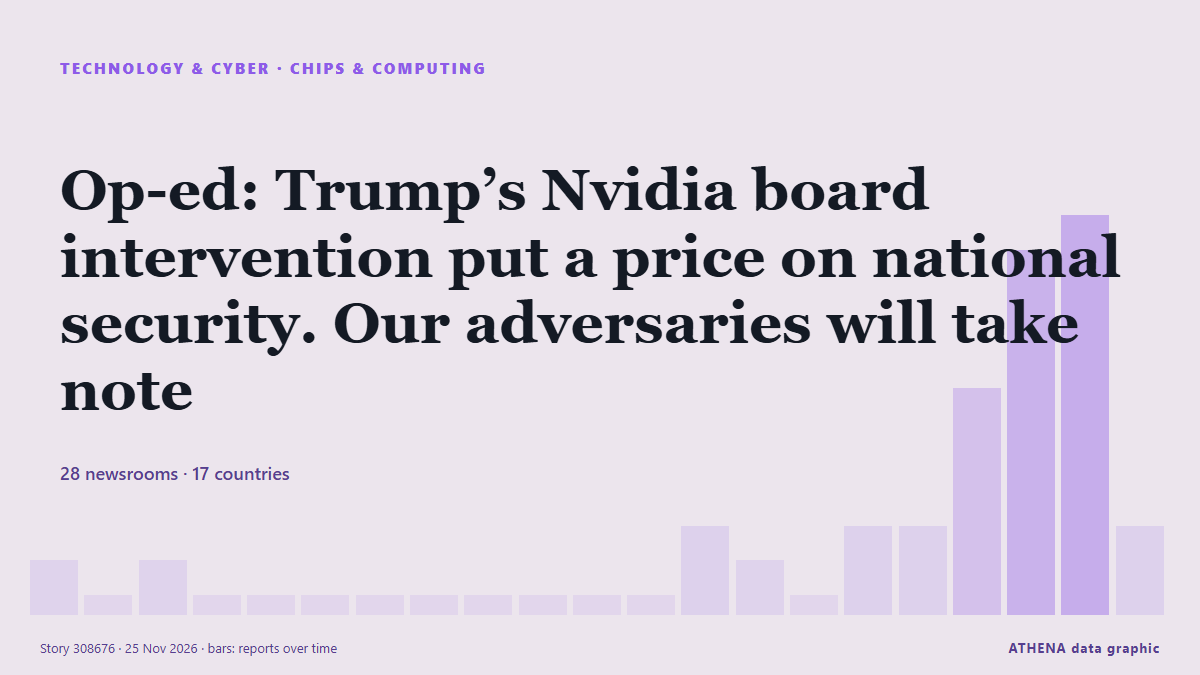 TECHNOLOGY & CYBER · CHIPS & COMPUTING
Op-ed: Trump’s Nvidia board
intervention put a price on national
security. Our adversaries will take
note
28 newsrooms · 17 countries
Story 308676 · 25 Nov 2026 · bars: reports over time
ATHENA data graphic